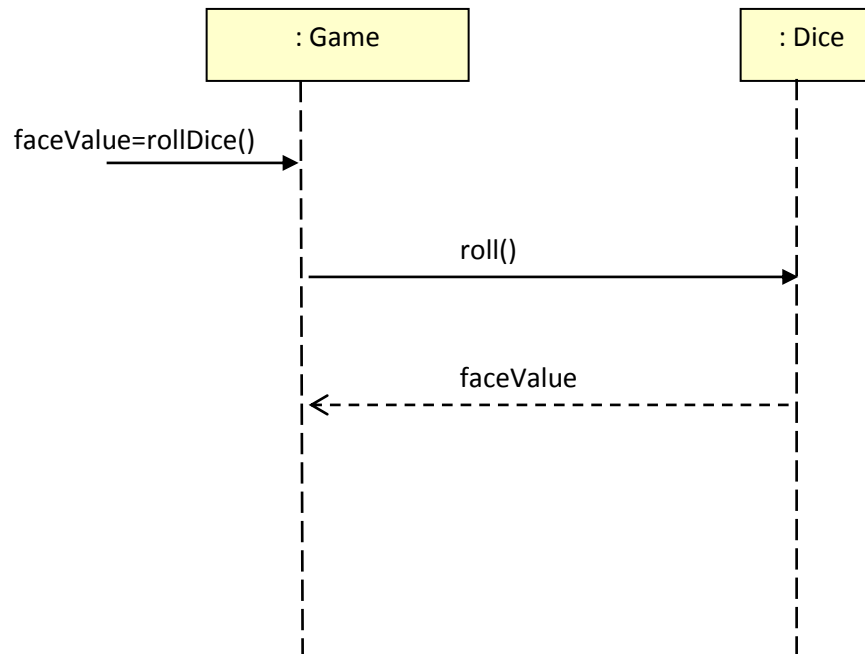 : Game
: Dice
faceValue=rollDice()
roll()
faceValue